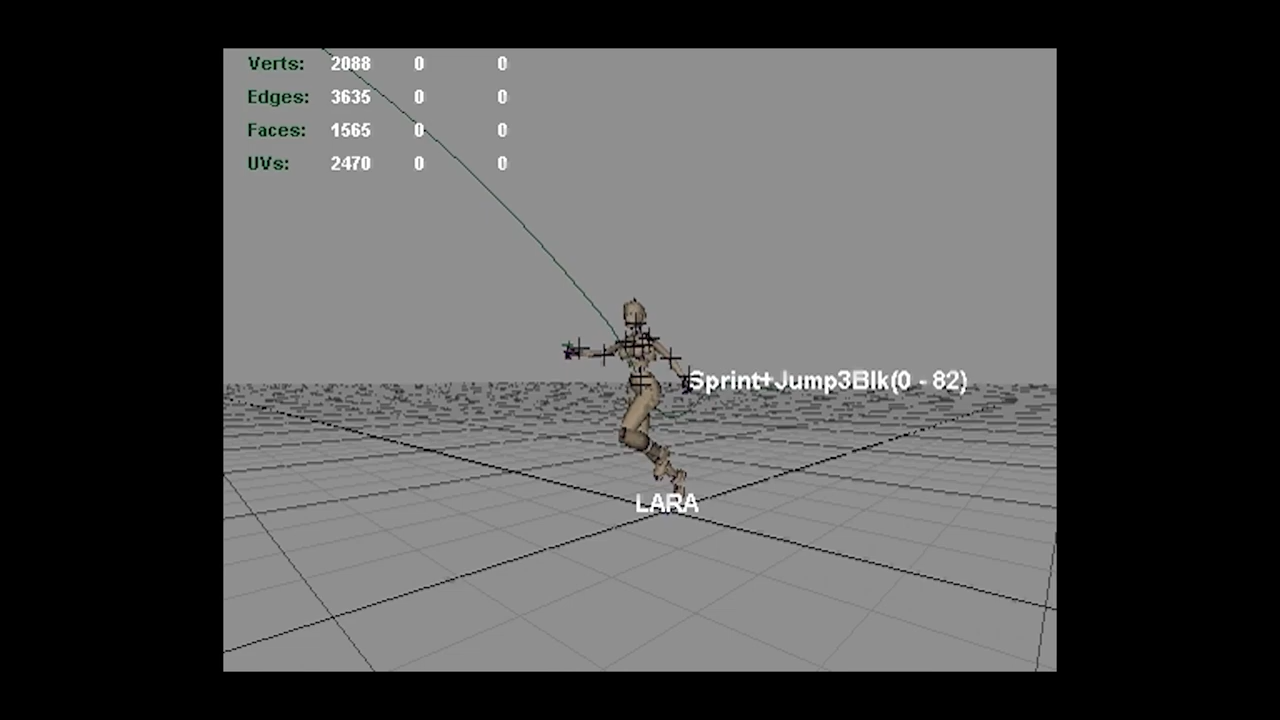 Verts: 2088 0 0
Edges: 3635 0 0
Faces: 1565 0 0
UVs: 2470 0 0
Sprint+Jump3Blk(0 - 82)
LARA